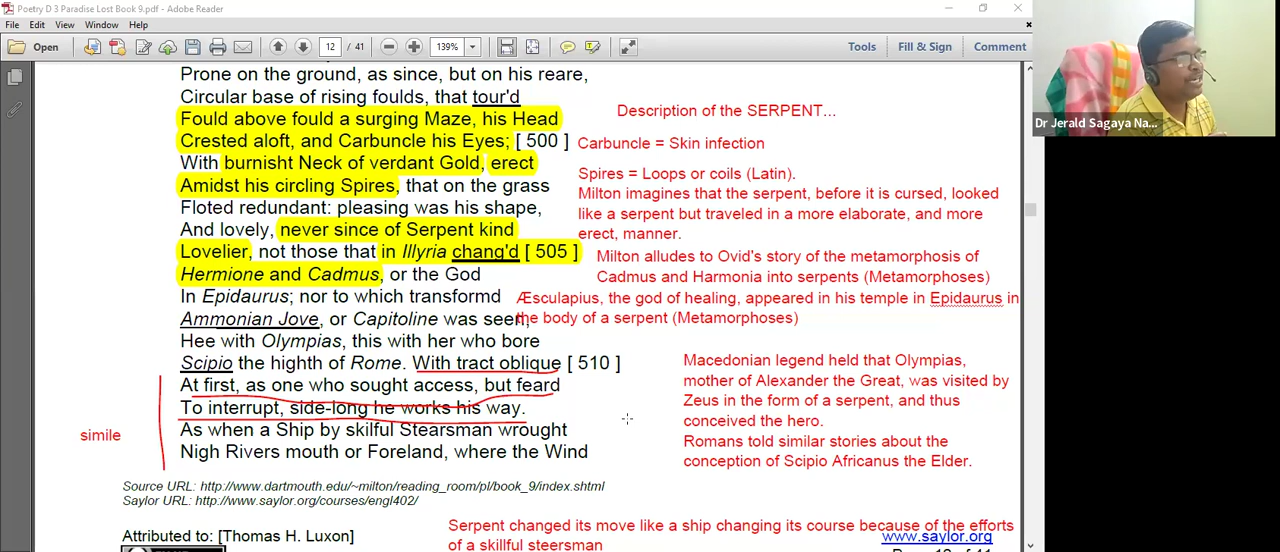 Poetry D 3 Paradise Lost Book 9.pdf - Adobe Reader
File Edit View Window Help
Open 12 / 41 139% Tools Fill & Sign Comment
Dr Jerald Sagaya Na...
Prone on the ground, as since, but on his reare,
Circular base of rising foulds, that tour'd
Fould above fould a surging Maze, his Head
Crested aloft, and Carbuncle his Eyes; [ 500 ]
With burnisht Neck of verdant Gold, erect
Amidst his circling Spires, that on the grass
Floted redundant: pleasing was his shape,
And lovely, never since of Serpent kind
Lovelier, not those that in Illyria chang'd [ 505 ]
Hermione and Cadmus, or the God
In Epidaurus; nor to which transformd
Ammonian Jove, or Capitoline was seen,
Hee with Olympias, this with her who bore
Scipio the highth of Rome. With tract oblique [ 510 ]
At first, as one who sought access, but feard
To interrupt, side-long he works his way.
As when a Ship by skilful Stearsman wrought
Nigh Rivers mouth or Foreland, where the Wind
Description of the SERPENT...
Carbuncle = Skin infection
Spires = Loops or coils (Latin).
Milton imagines that the serpent, before it is cursed, looked
like a serpent but traveled in a more elaborate, and more
erect, manner.
Milton alludes to Ovid's story of the metamorphosis of
Cadmus and Harmonia into serpents (Metamorphoses)
Æsculapius, the god of healing, appeared in his temple in Epidaurus in
the body of a serpent (Metamorphoses)
Macedonian legend held that Olympias,
mother of Alexander the Great, was visited by
Zeus in the form of a serpent, and thus
conceived the hero.
Romans told similar stories about the
conception of Scipio Africanus the Elder.
simile
Source URL: http://www.dartmouth.edu/~milton/reading_room/pl/book_9/index.shtml
Saylor URL: http://www.saylor.org/courses/engl402/
Attributed to: [Thomas H. Luxon]
www.saylor.org
Serpent changed its move like a ship changing its course because of the efforts
of a skillful steersman